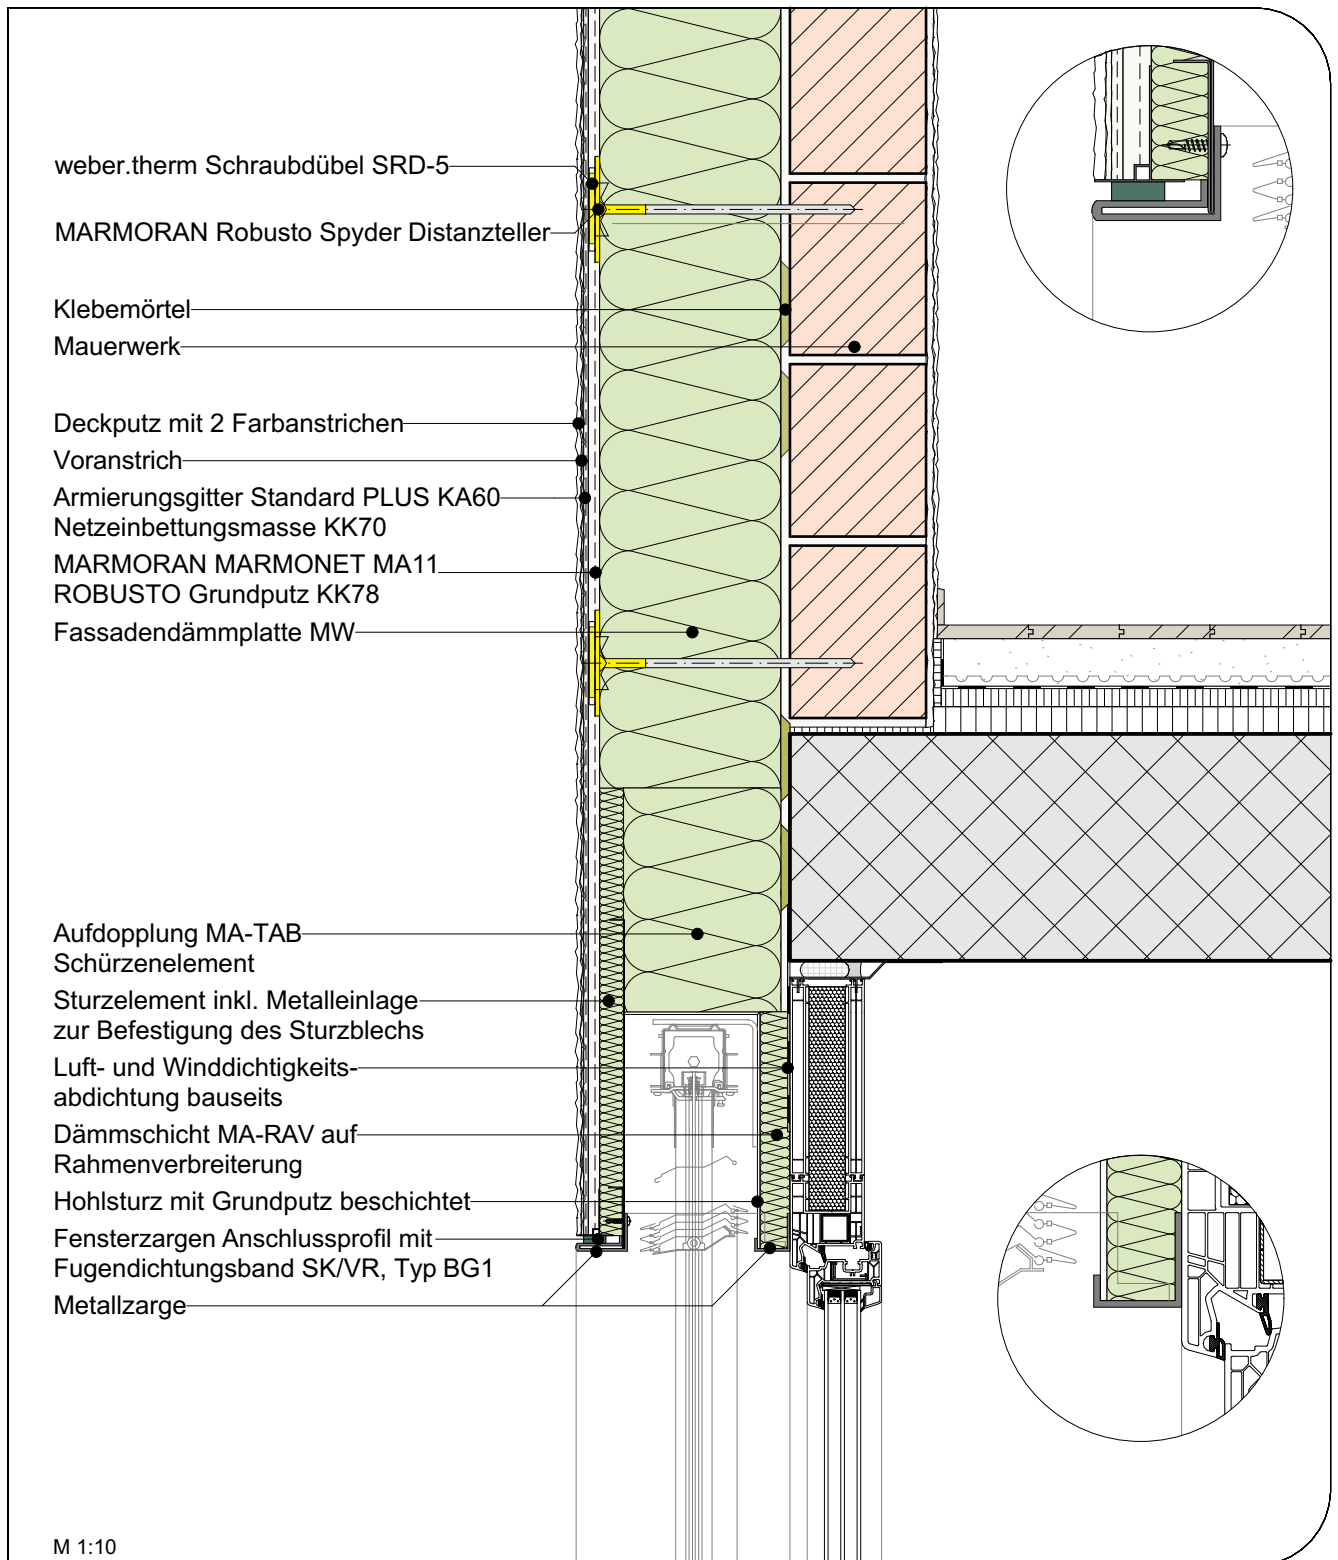 weber.therm Schraubdübel SRD-5
MARMORAN Robusto Spyder Distanzteller
Klebemörtel
Mauerwerk
Deckputz mit 2 Farbanstrichen
Voranstrich
Armierungsgitter Standard PLUS KA60
Netzeinbettungsmasse KK70
MARMORAN MARMONET MA11
ROBUSTO Grundputz KK78
Fassadendämmplatte MW
Aufdopplung MA-TAB
Schürzenelement
Sturzelement inkl. Metalleinlage
zur Befestigung des Sturzblechs
Luft- und Winddichtigkeits-
abdichtung bauseits
Dämmschicht MA-RAV auf
Rahmenverbreiterung
Hohlsturz mit Grundputz beschichtet
Fensterzargen Anschlussprofil mit
Fugendichtungsband SK/VR, Typ BG1
Metallzarge
M 1:10